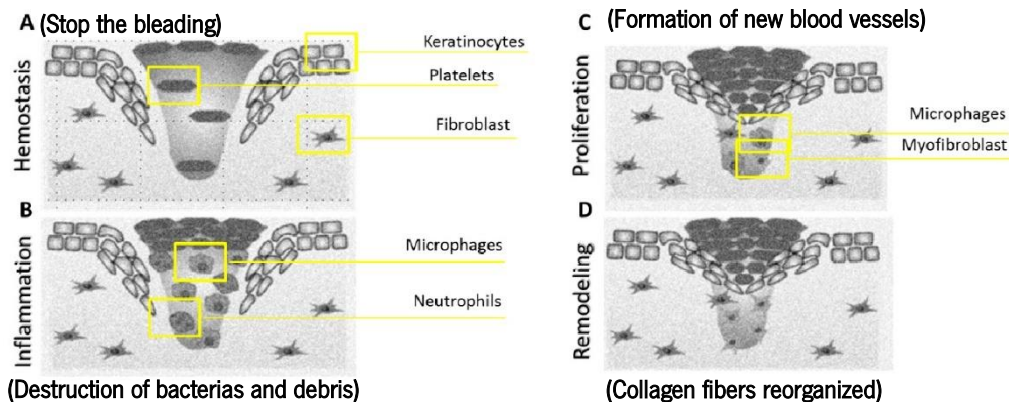 A (Stop the bleading)
Hemostasis
Keratinocytes
Platelets
Fibroblast
B
Inflammation
Microphages
Neutrophils
(Destruction of bacterias and debris)
C (Formation of new blood vessels)
Proliferation
Microphages
Myofibroblast
D
Remodeling
(Collagen fibers reorganized)